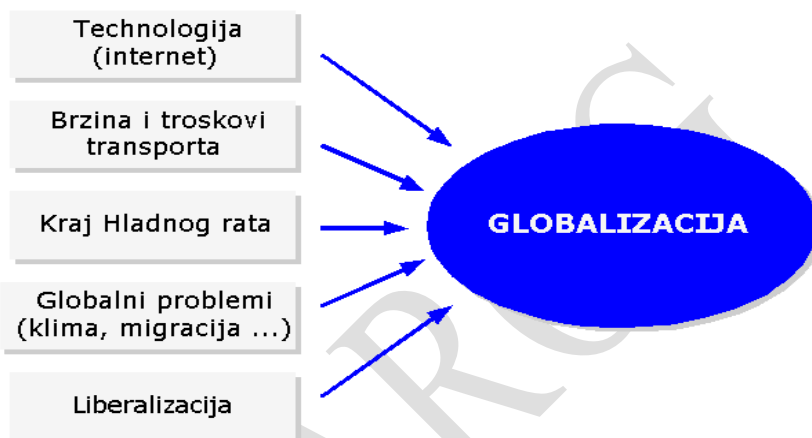 Technologija
(internet)
Brzina i troskovi
transporta
Kraj Hladnog rata
Globalni problemi
(klima, migracija ...)
Liberalizacija
GLOBALIZACIJA